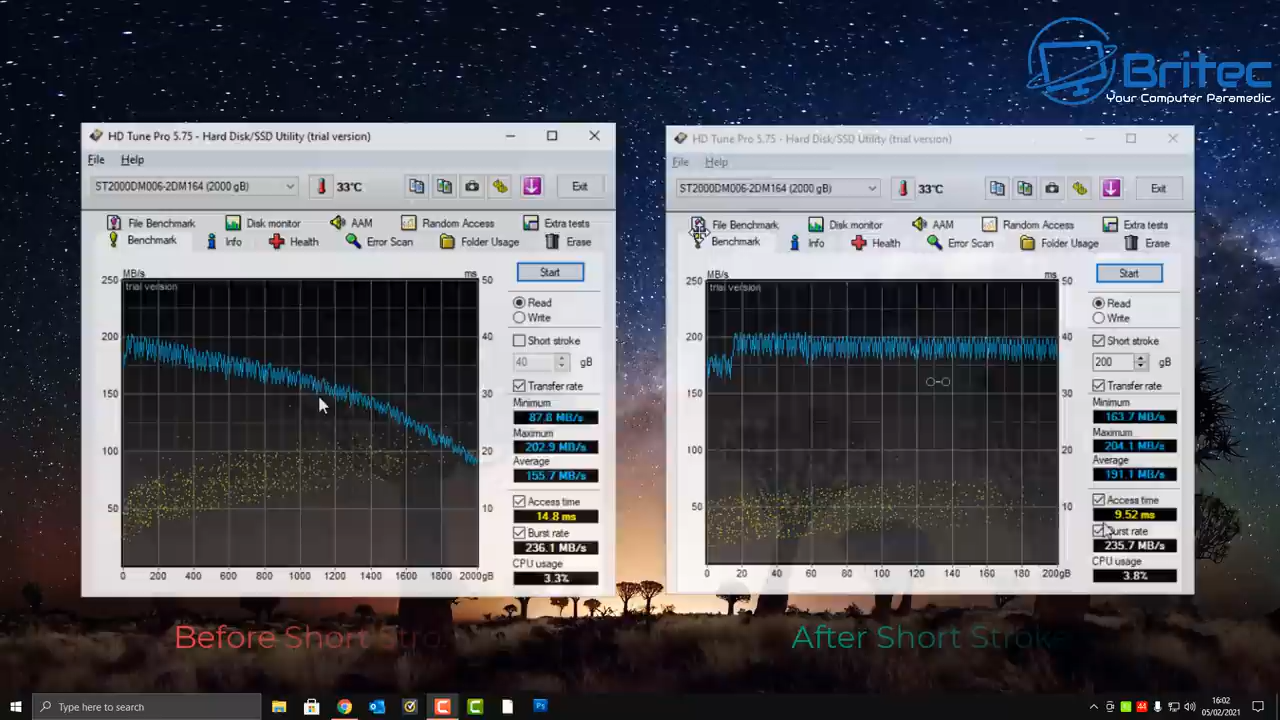 Britec
Your Computer Paramedic
HD Tune Pro 5.75 - Hard Disk/SSD Utility (trial version)
File Help
ST2000DM006-2DM164 (2000 gB)
33°C
Exit
File Benchmark
Disk monitor
AAM
Random Access
Extra tests
Benchmark
Info
Health
Error Scan
Folder Usage
Erase
MB/s
ms
trial version
250
200
150
100
50
50
40
30
20
10
0 200 400 600 800 1000 1200 1400 1600 1800 2000gB
Start
Read
Write
Short stroke
40 gB
Transfer rate
Minimum
87.8 MB/s
Maximum
202.9 MB/s
Average
155.7 MB/s
Access time
14.8 ms
Burst rate
236.1 MB/s
CPU usage
3.3%
Before Short Stro
HD Tune Pro 5.75 - Hard Disk/SSD Utility (trial version)
File Help
ST2000DM006-2DM164 (2000 gB)
33°C
Exit
File Benchmark
Disk monitor
AAM
Random Access
Extra tests
Benchmark
Info
Health
Error Scan
Folder Usage
Erase
MB/s
ms
trial version
250
200
150
100
50
50
40
30
20
10
0 20 40 60 80 100 120 140 160 180 200gB
Start
Read
Write
Short stroke
200 gB
Transfer rate
Minimum
163.7 MB/s
Maximum
204.1 MB/s
Average
191.1 MB/s
Access time
9.52 ms
Burst rate
235.7 MB/s
CPU usage
3.8%
After Short Stroke
Type here to search
44
16:02
05/02/2021